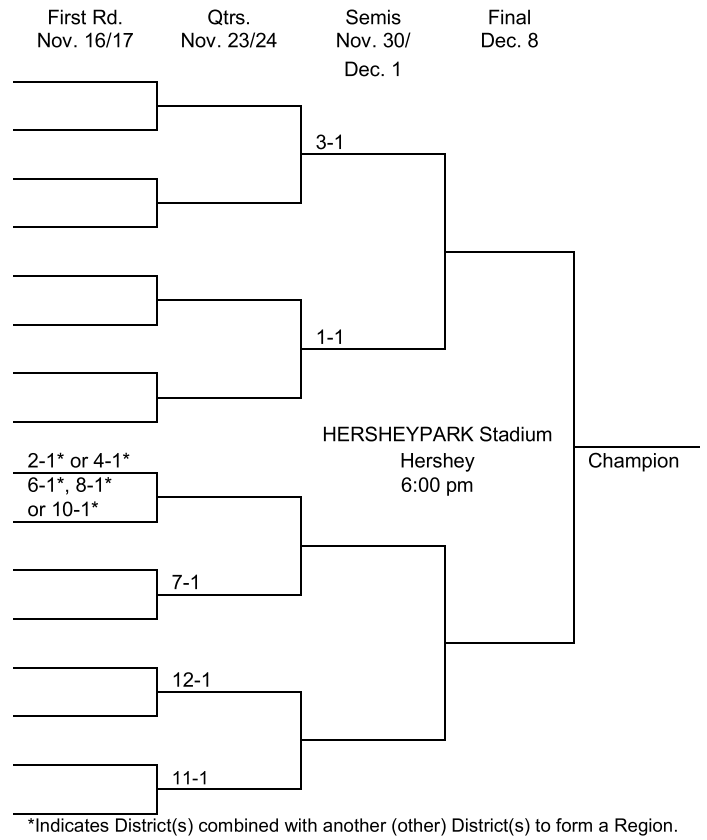 First Rd.
Nov. 16/17
Qtrs.
Nov. 23/24
Semis
Nov. 30/
Dec. 1
Final
Dec. 8
3-1
1-1
HERSHEYPARK Stadium
Hershey
6:00 pm
Champion
2-1* or 4-1*
6-1*, 8-1*
or 10-1*
7-1
12-1
11-1
*Indicates District(s) combined with another (other) District(s) to form a Region.